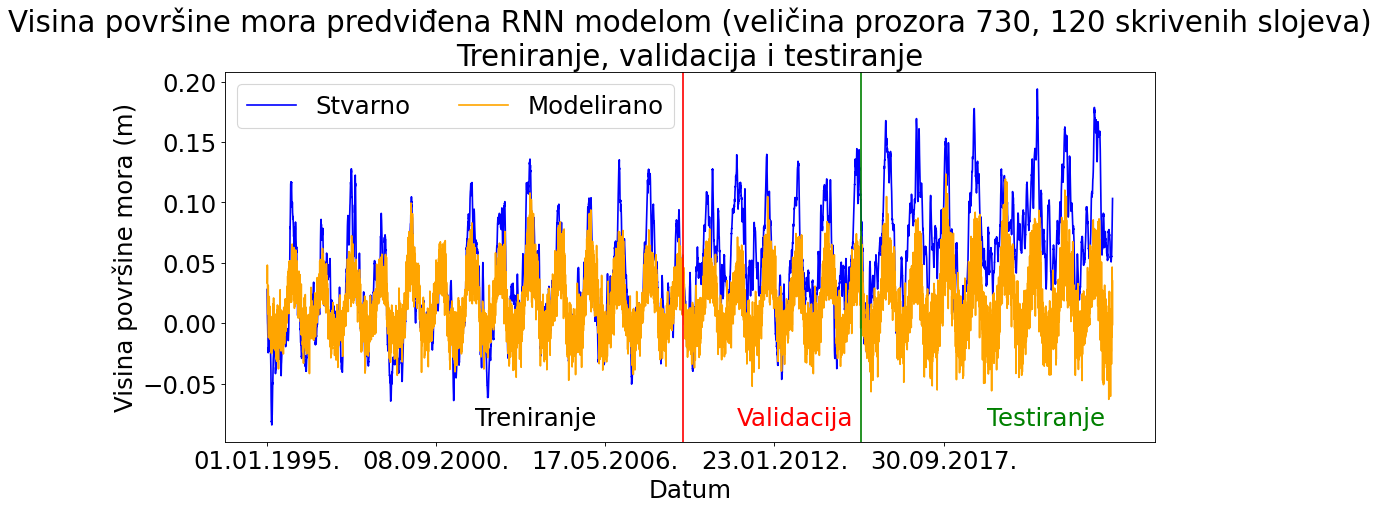 Visina površine mora predviđena RNN modelom (veličina prozora 730, 120 skrivenih slojeva)
Treniranje, validacija i testiranje
Stvarno
Modelirano
Visina površine mora (m)
0.20
0.15
0.10
0.05
0.00
−0.05
Treniranje
Validacija
Testiranje
01.01.1995.
08.09.2000.
17.05.2006.
23.01.2012.
30.09.2017.
Datum